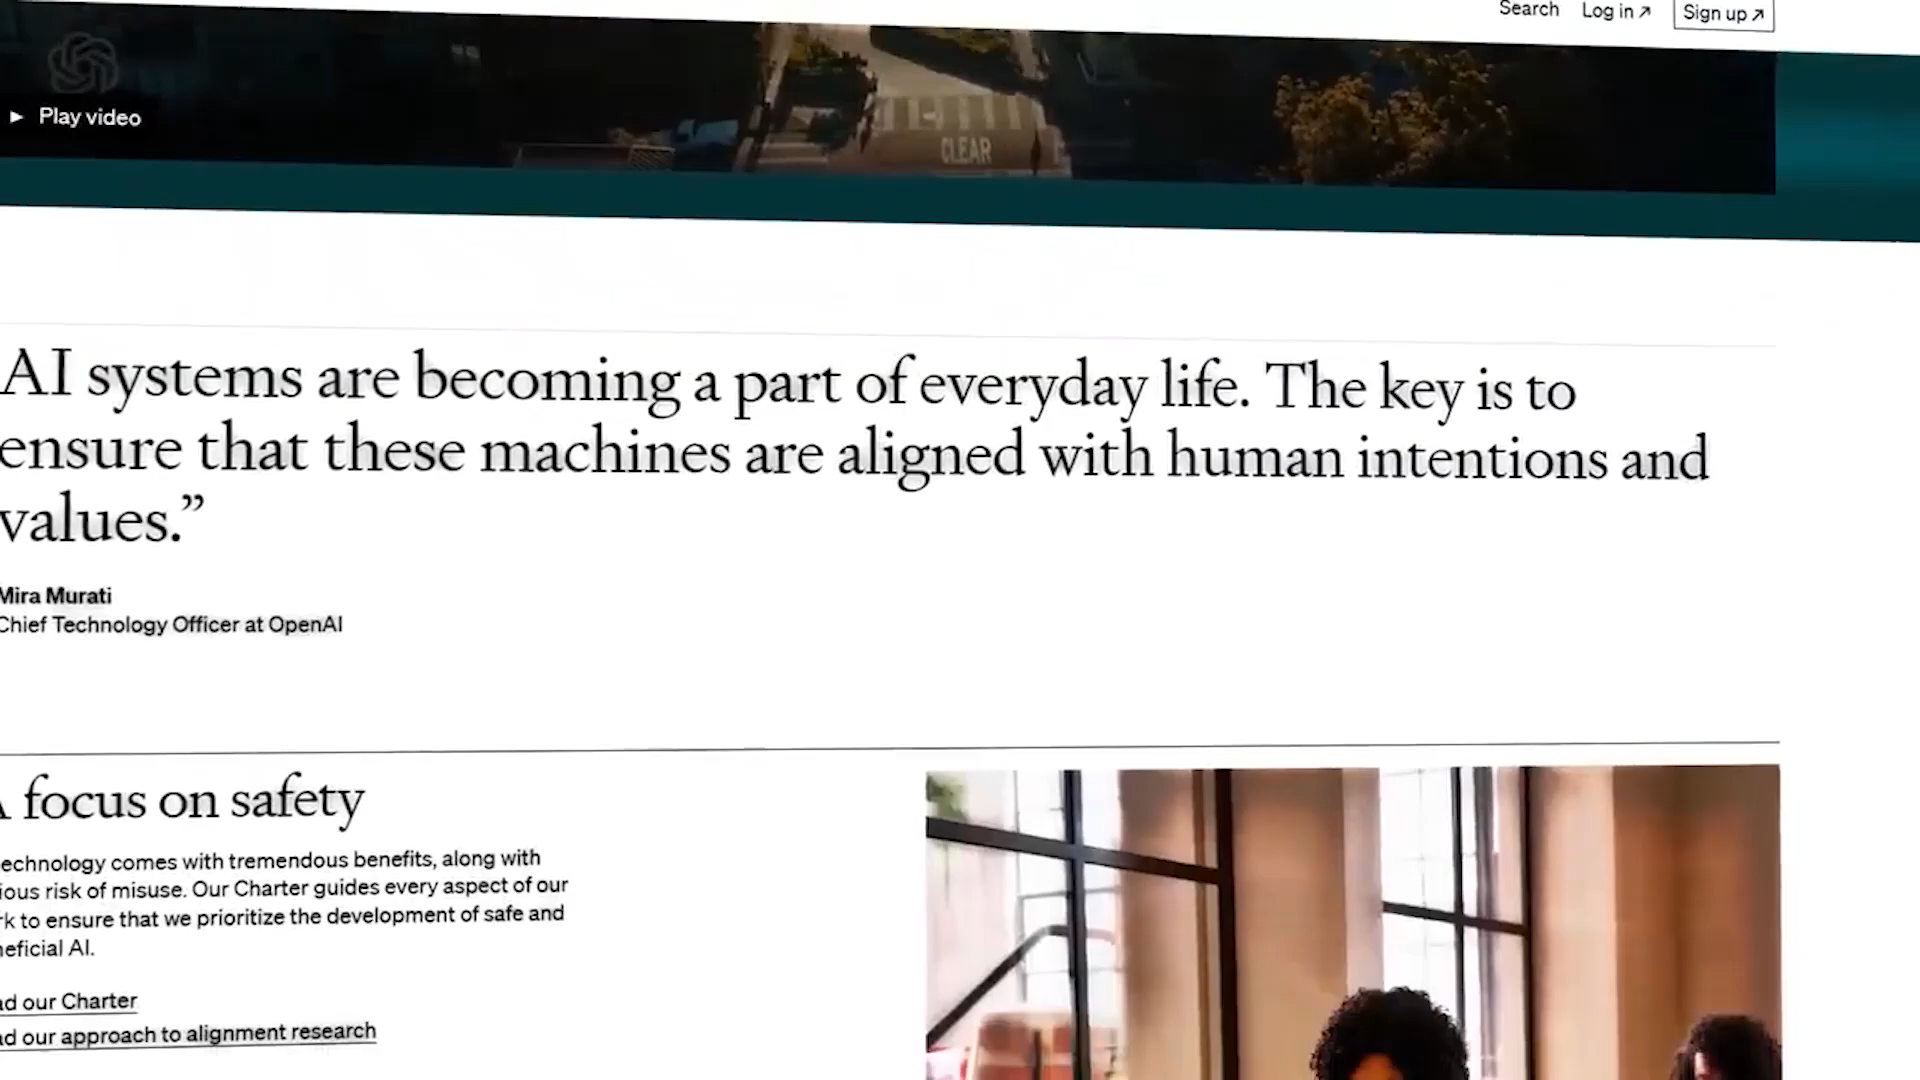 Search Log in ↗ Sign up ↗
► Play video
CLEAR
AI systems are becoming a part of everyday life. The key is to
ensure that these machines are aligned with human intentions and
values.”
Mira Murati
Chief Technology Officer at OpenAI
A focus on safety
echnology comes with tremendous benefits, along with
ious risk of misuse. Our Charter guides every aspect of our
rk to ensure that we prioritize the development of safe and
neficial AI.
ad our Charter
ad our approach to alignment research